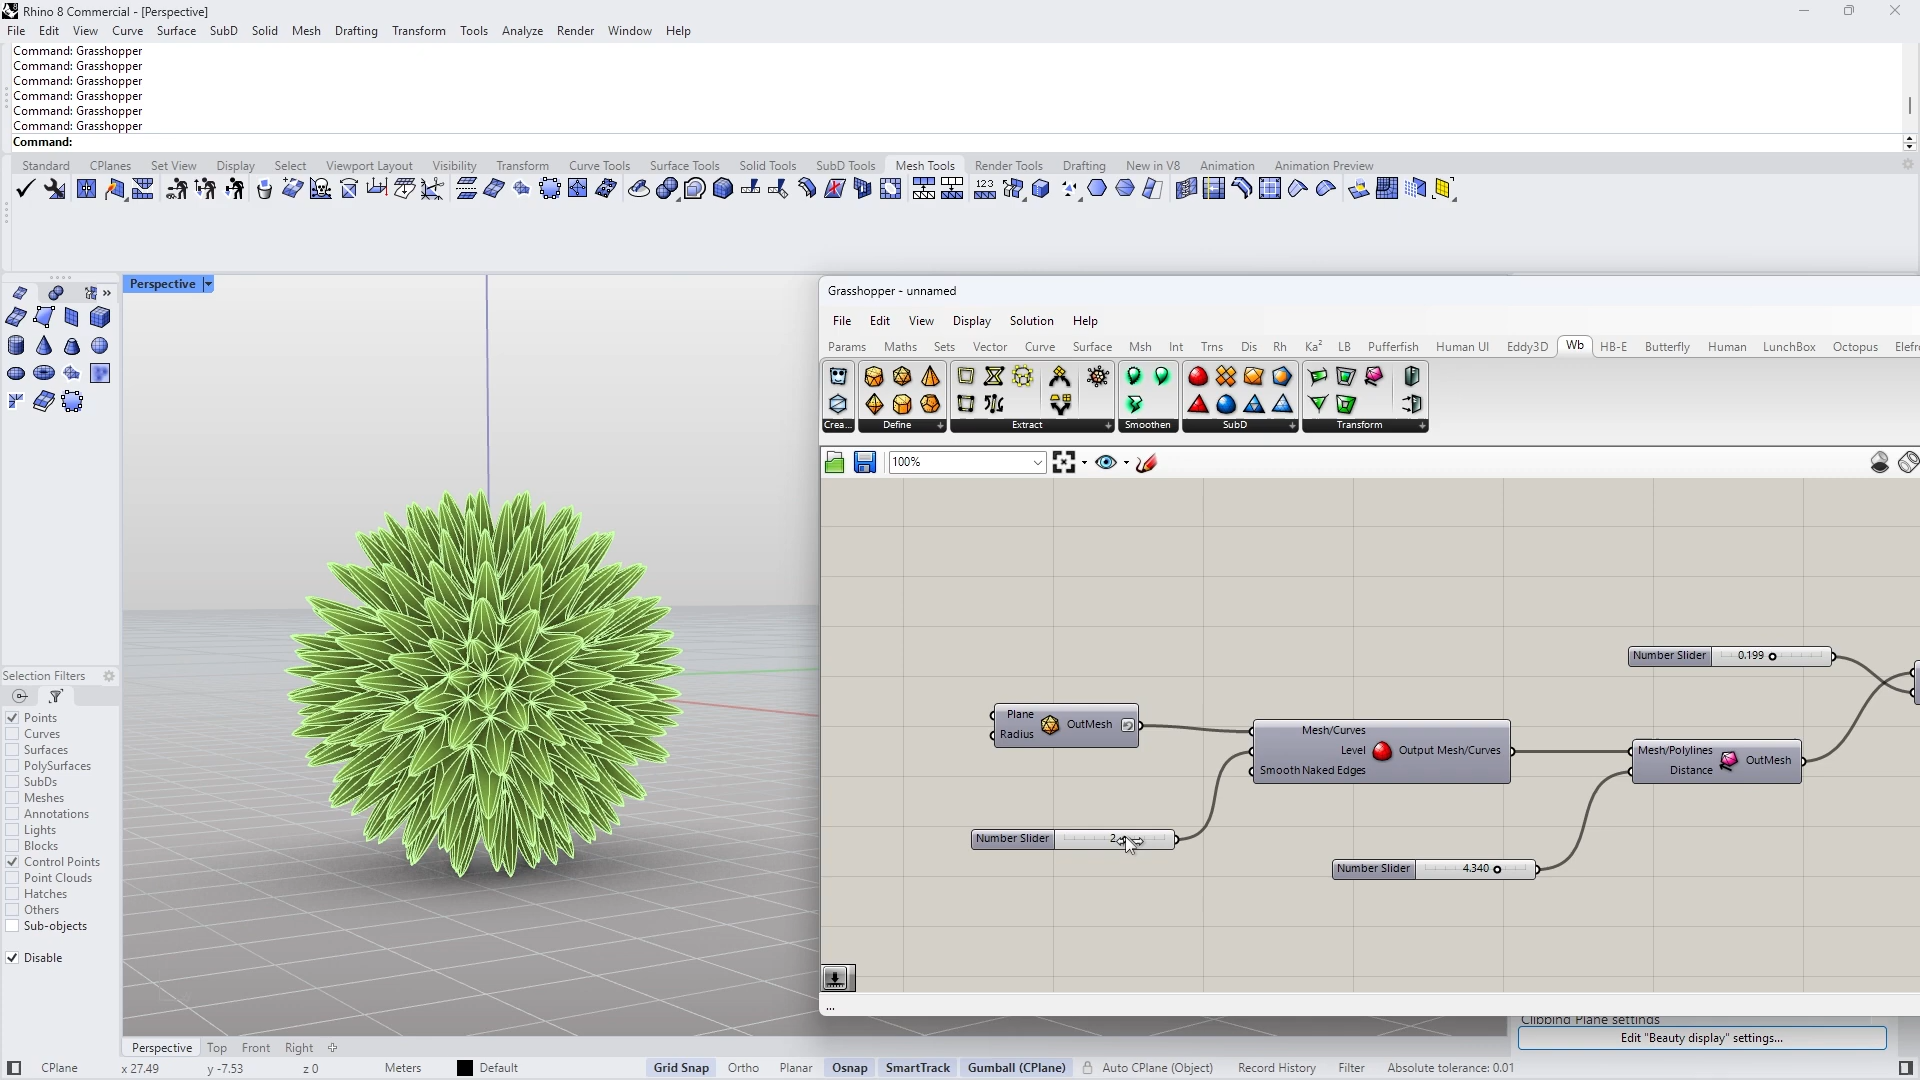 Rhino 8 Commercial - [Perspective]
File Edit View Curve Surface SubD Solid Mesh Drafting Transform Tools Analyze Render Window Help
Command: Grasshopper
Command: Grasshopper
Command: Grasshopper
Command: Grasshopper
Command: Grasshopper
Command: Grasshopper
Command:
Standard CPlanes Set View Display Select Viewport Layout Visibility Transform Curve Tools Surface Tools Solid Tools SubD Tools Mesh Tools Render Tools Drafting New in V8 Animation Animation Preview
123
Perspective
Grasshopper - unnamed
File Edit View Display Solution Help
Params Maths Sets Vector Curve Surface Msh Int Trns Dis Rh Ka² LB Pufferfish Human UI Eddy3D Wb HB-E Butterfly Human LunchBox Octopus Elefr
Crea... Define Extract Smoothen SubD Transform
100%
Number Slider 0.199
Plane
Radius
OutMesh
Mesh/Curves
Level
Smooth Naked Edges
Output Mesh/Curves
Mesh/Polylines
Distance
OutMesh
Number Slider 2
Number Slider 4.340
...
Selection Filters
Points
Curves
Surfaces
PolySurfaces
SubDs
Meshes
Annotations
Lights
Blocks
Control Points
Point Clouds
Hatches
Others
Sub-objects
Disable
Clipping Plane settings
Edit "Beauty display" settings...
Perspective Top Front Right
CPlane x 27.49 y -7.53 z 0 Meters Default Grid Snap Ortho Planar Osnap SmartTrack Gumball (CPlane) Auto CPlane (Object) Record History Filter Absolute tolerance: 0.01